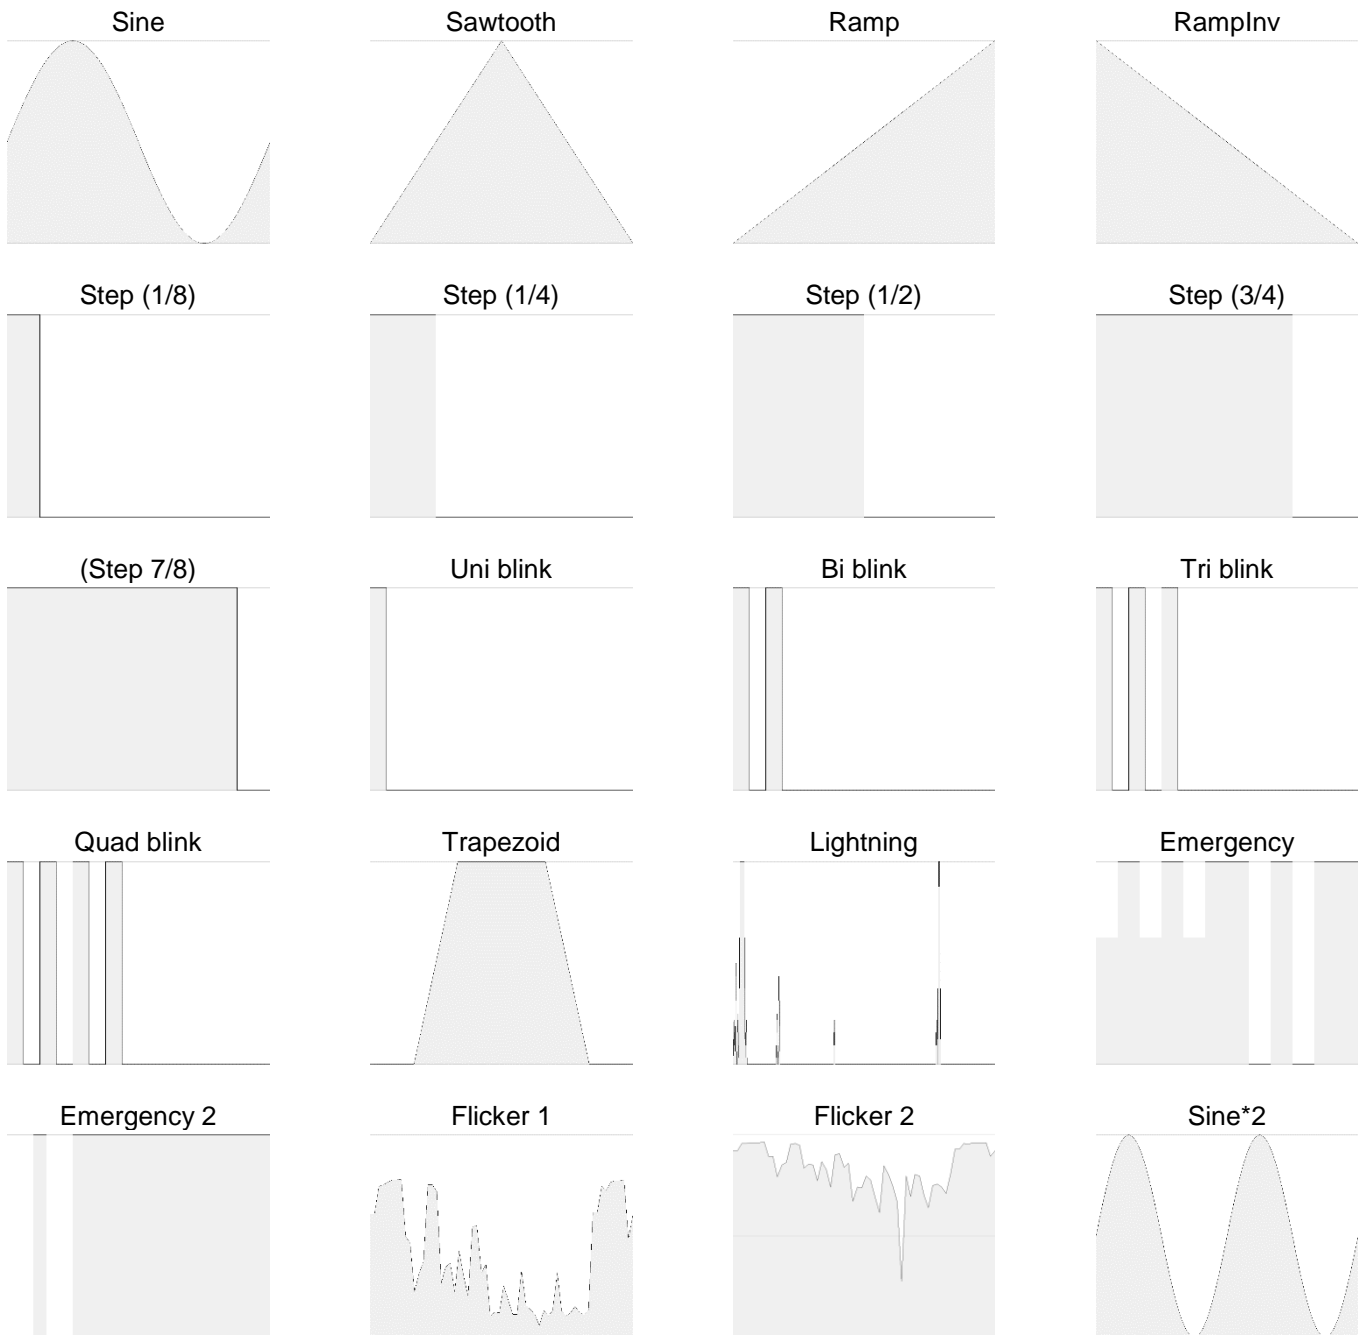 Sine
Sawtooth
Ramp
RampInv
Step (1/8)
Step (1/4)
Step (1/2)
Step (3/4)
(Step 7/8)
Uni blink
Bi blink
Tri blink
Quad blink
Trapezoid
Lightning
Emergency
Emergency 2
Flicker 1
Flicker 2
Sine*2